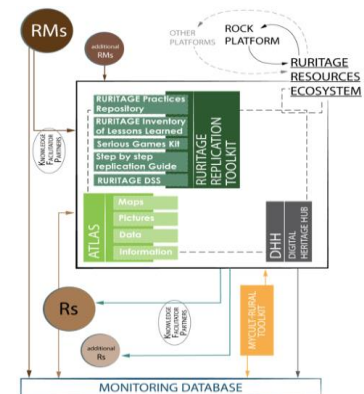 RMs
additional
RMs
OTHER
PLATFORMS
ROCK
PLATFORM
RURITAGE
RESOURCES
ECOSYSTEM
KNOWLEDGE
FACILITATOR
PARTNERS
RURITAGE Practices
Repository
RURITAGE Inventory
of Lessons Learned
Serious Games Kit
Step by step
replication Guide
RURITAGE DSS
RURITAGE
REPLICATION
TOOLKIT
ATLAS
Maps
Pictures
Data
Information
DHH
DIGITAL
HERITAGE HUB
Rs
KNOWLEDGE
FACILITATOR
PARTNERS
additional
Rs
MYCULT-RURAL
TOOLKIT
MONITORING DATABASE